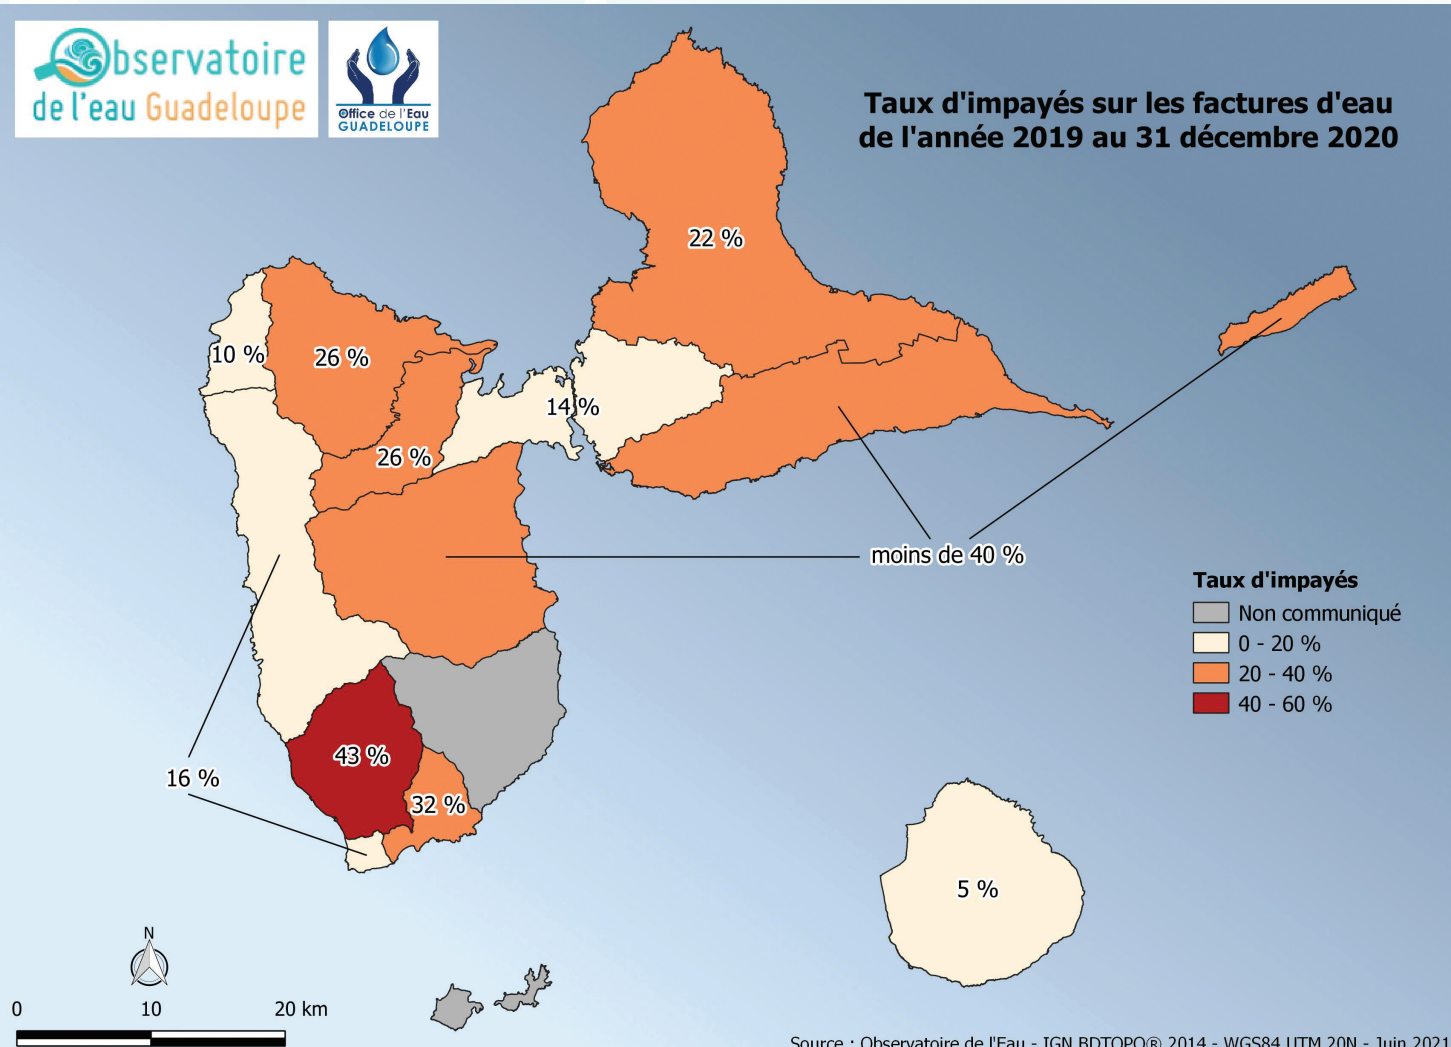 Observatoire
de l'eau Guadeloupe
Office de l'Eau
GUADELOUPE
Taux d'impayés sur les factures d'eau
de l'année 2019 au 31 décembre 2020
22 %
10 %
26 %
14 %
26 %
moins de 40 %
Taux d'impayés
Non communiqué
0 - 20 %
20 - 40 %
40 - 60 %
43 %
16 %
32 %
5 %
N
0 10 20 km
Source : Observatoire de l'Eau - IGN BDTOPO® 2014 - WGS84 UTM 20N - Juin 2021